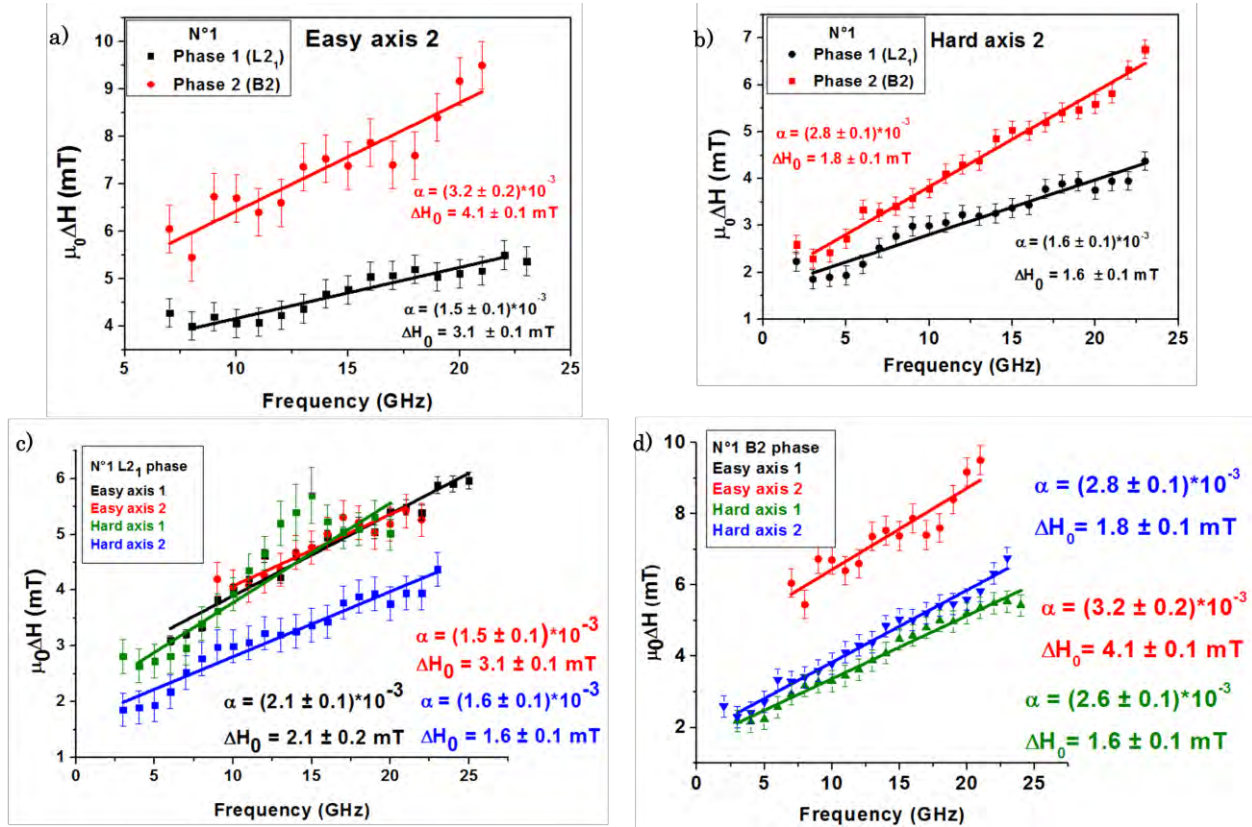 a)
N°1
Phase 1 (L2₁)
Phase 2 (B2)
Easy axis 2
α = (3.2 ± 0.2)*10⁻³
ΔH₀ = 4.1 ± 0.1 mT
α = (1.5 ± 0.1)*10⁻³
ΔH₀ = 3.1 ± 0.1 mT
μ₀ΔH (mT)
10
9
8
7
6
5
4
5
10
15
20
25
Frequency (GHz)
b)
N°1
Phase 1 (L2₁)
Phase 2 (B2)
Hard axis 2
α = (2.8 ± 0.1)*10⁻³
ΔH₀ = 1.8 ± 0.1 mT
α = (1.6 ± 0.1)*10⁻³
ΔH₀ = 1.6 ± 0.1 mT
μ₀ΔH (mT)
7
6
5
4
3
2
1
0
0
5
10
15
20
25
Frequency (GHz)
c)
N°1 L2₁ phase
Easy axis 1
Easy axis 2
Hard axis 1
Hard axis 2
α = (1.5 ± 0.1)*10⁻³
ΔH₀ = 3.1 ± 0.1 mT
α = (2.1 ± 0.1)*10⁻³
ΔH₀ = 2.1 ± 0.2 mT
α = (1.6 ± 0.1)*10⁻³
ΔH₀ = 1.6 ± 0.1 mT
μ₀ΔH (mT)
6
5
4
3
2
1
0
5
10
15
20
25
Frequency (GHz)
d)
N°1 B2 phase
Easy axis 1
Easy axis 2
Hard axis 1
Hard axis 2
α = (2.8 ± 0.1)*10⁻³
ΔH₀= 1.8 ± 0.1 mT
α = (3.2 ± 0.2)*10⁻³
ΔH₀= 4.1 ± 0.1 mT
α = (2.6 ± 0.1)*10⁻³
ΔH₀= 1.6 ± 0.1 mT
μ₀ΔH (mT)
10
8
6
4
2
0
5
10
15
20
25
Frequency (GHz)